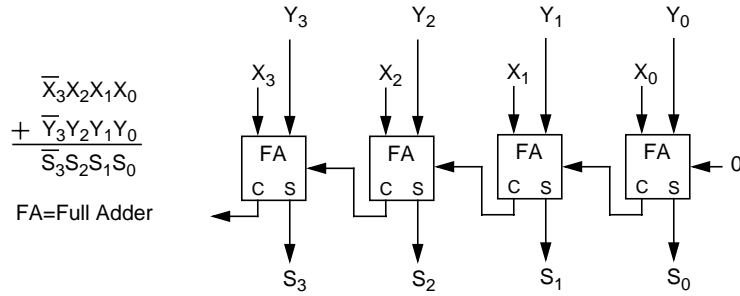 Y₃ Y₂ Y₁ Y₀
X₃ X₂ X₁ X₀
X̅₃X₂X₁X₀
+ Y̅₃Y₂Y₁Y₀
S̅₃S₂S₁S₀
FA=Full Adder
FA FA FA FA
0
C S C S C S C S
S₃ S₂ S₁ S₀